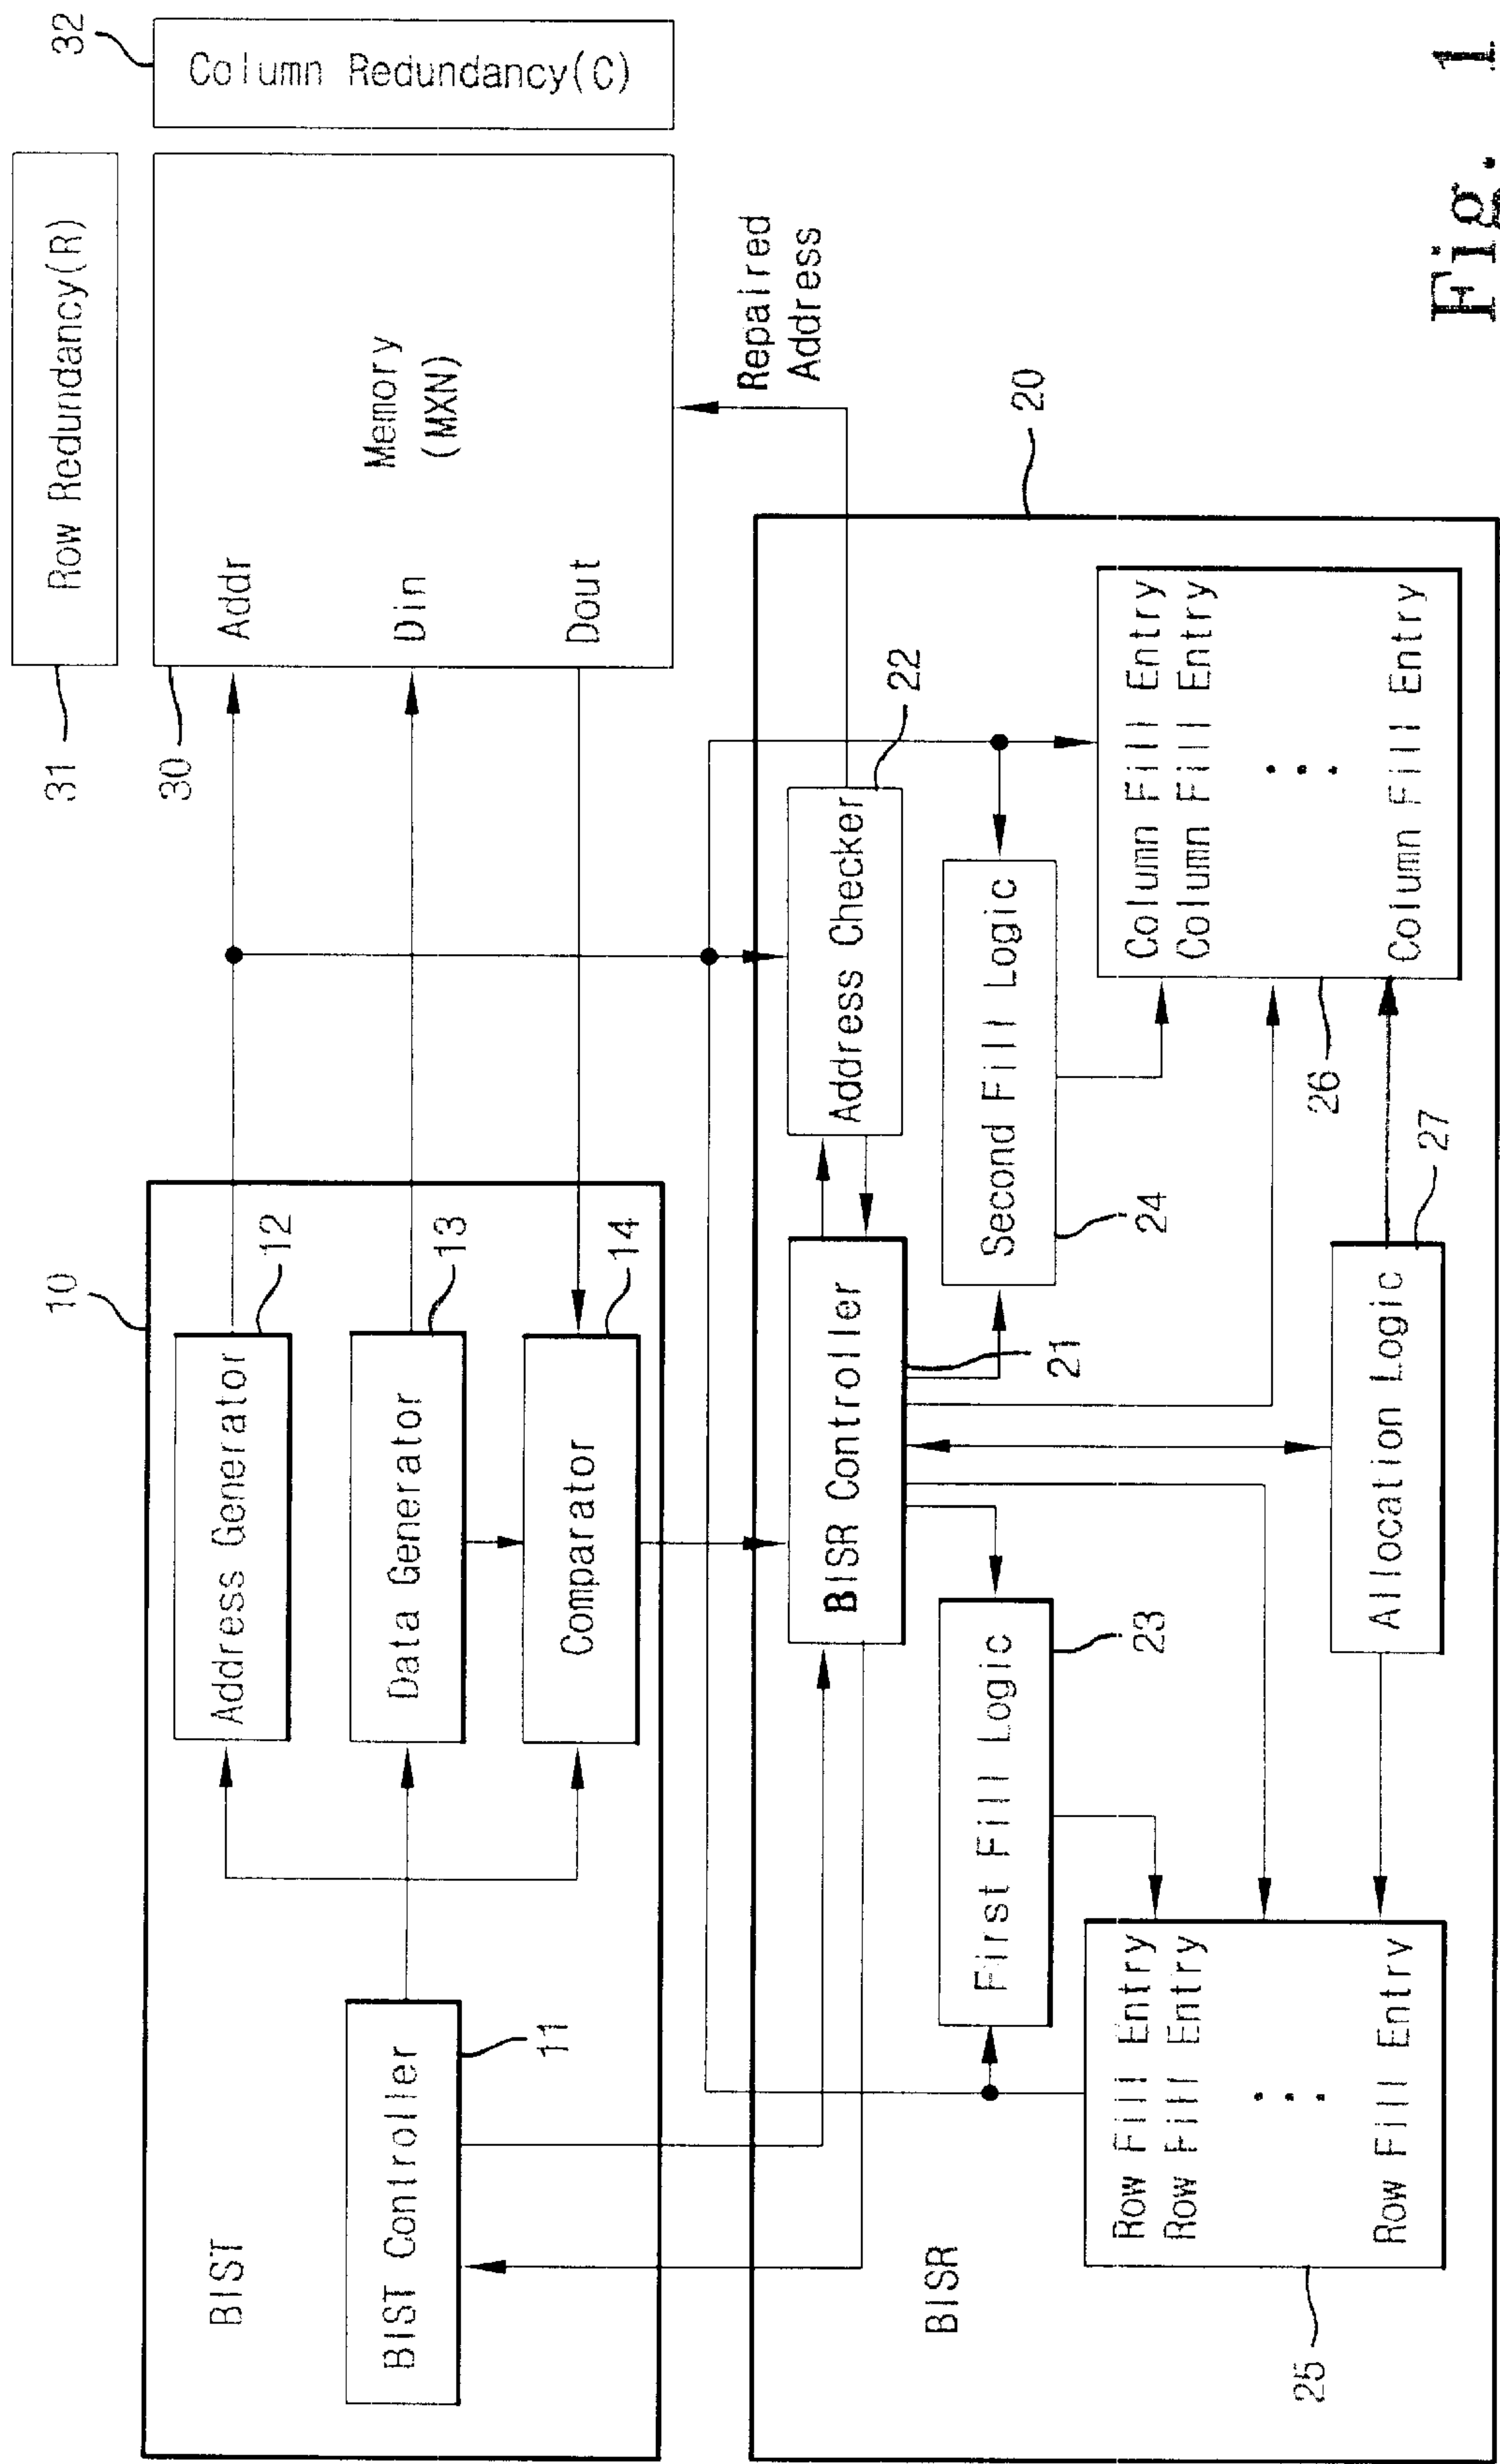 31
Row Redundancy(R)
32
Column Redundancy(C)
30
Addr
Din
Dout
Memory
(MXN)
Repaired
Address
10
BIST
BIST Controller
11
Address Generator
12
Data Generator
13
Comparator
14
20
BISR
BISR Controller
21
Address Checker
22
First Fill Logic
23
Second Fill Logic
24
Row Fill Entry
Row Fill Entry
⋮
Row Fill Entry
25
Column Fill Entry
Column Fill Entry
⋮
Column Fill Entry
26
Allocation Logic
27
Fig. 1